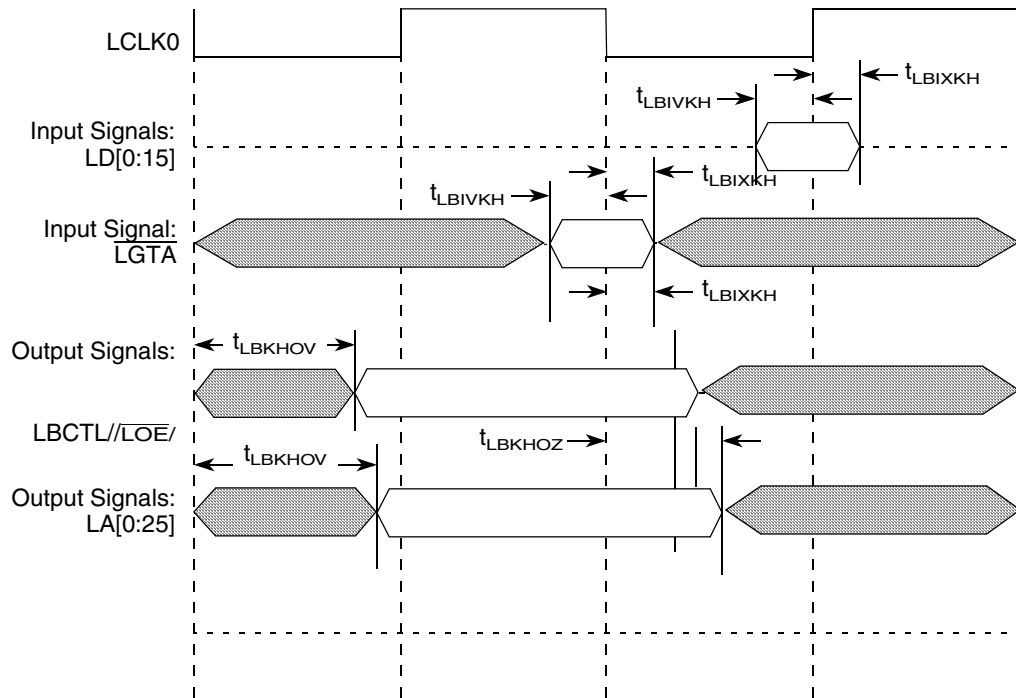 LCLK0
tLBIXKH
tLBIVKH
Input Signals:
LD[0:15]
tLBIXKH
tLBIVKH
Input Signal:
LGTA
tLBIXKH
Output Signals:
tLBKHOV
LBCTL//LOE/
tLBKHOZ
tLBKHOV
Output Signals:
LA[0:25]